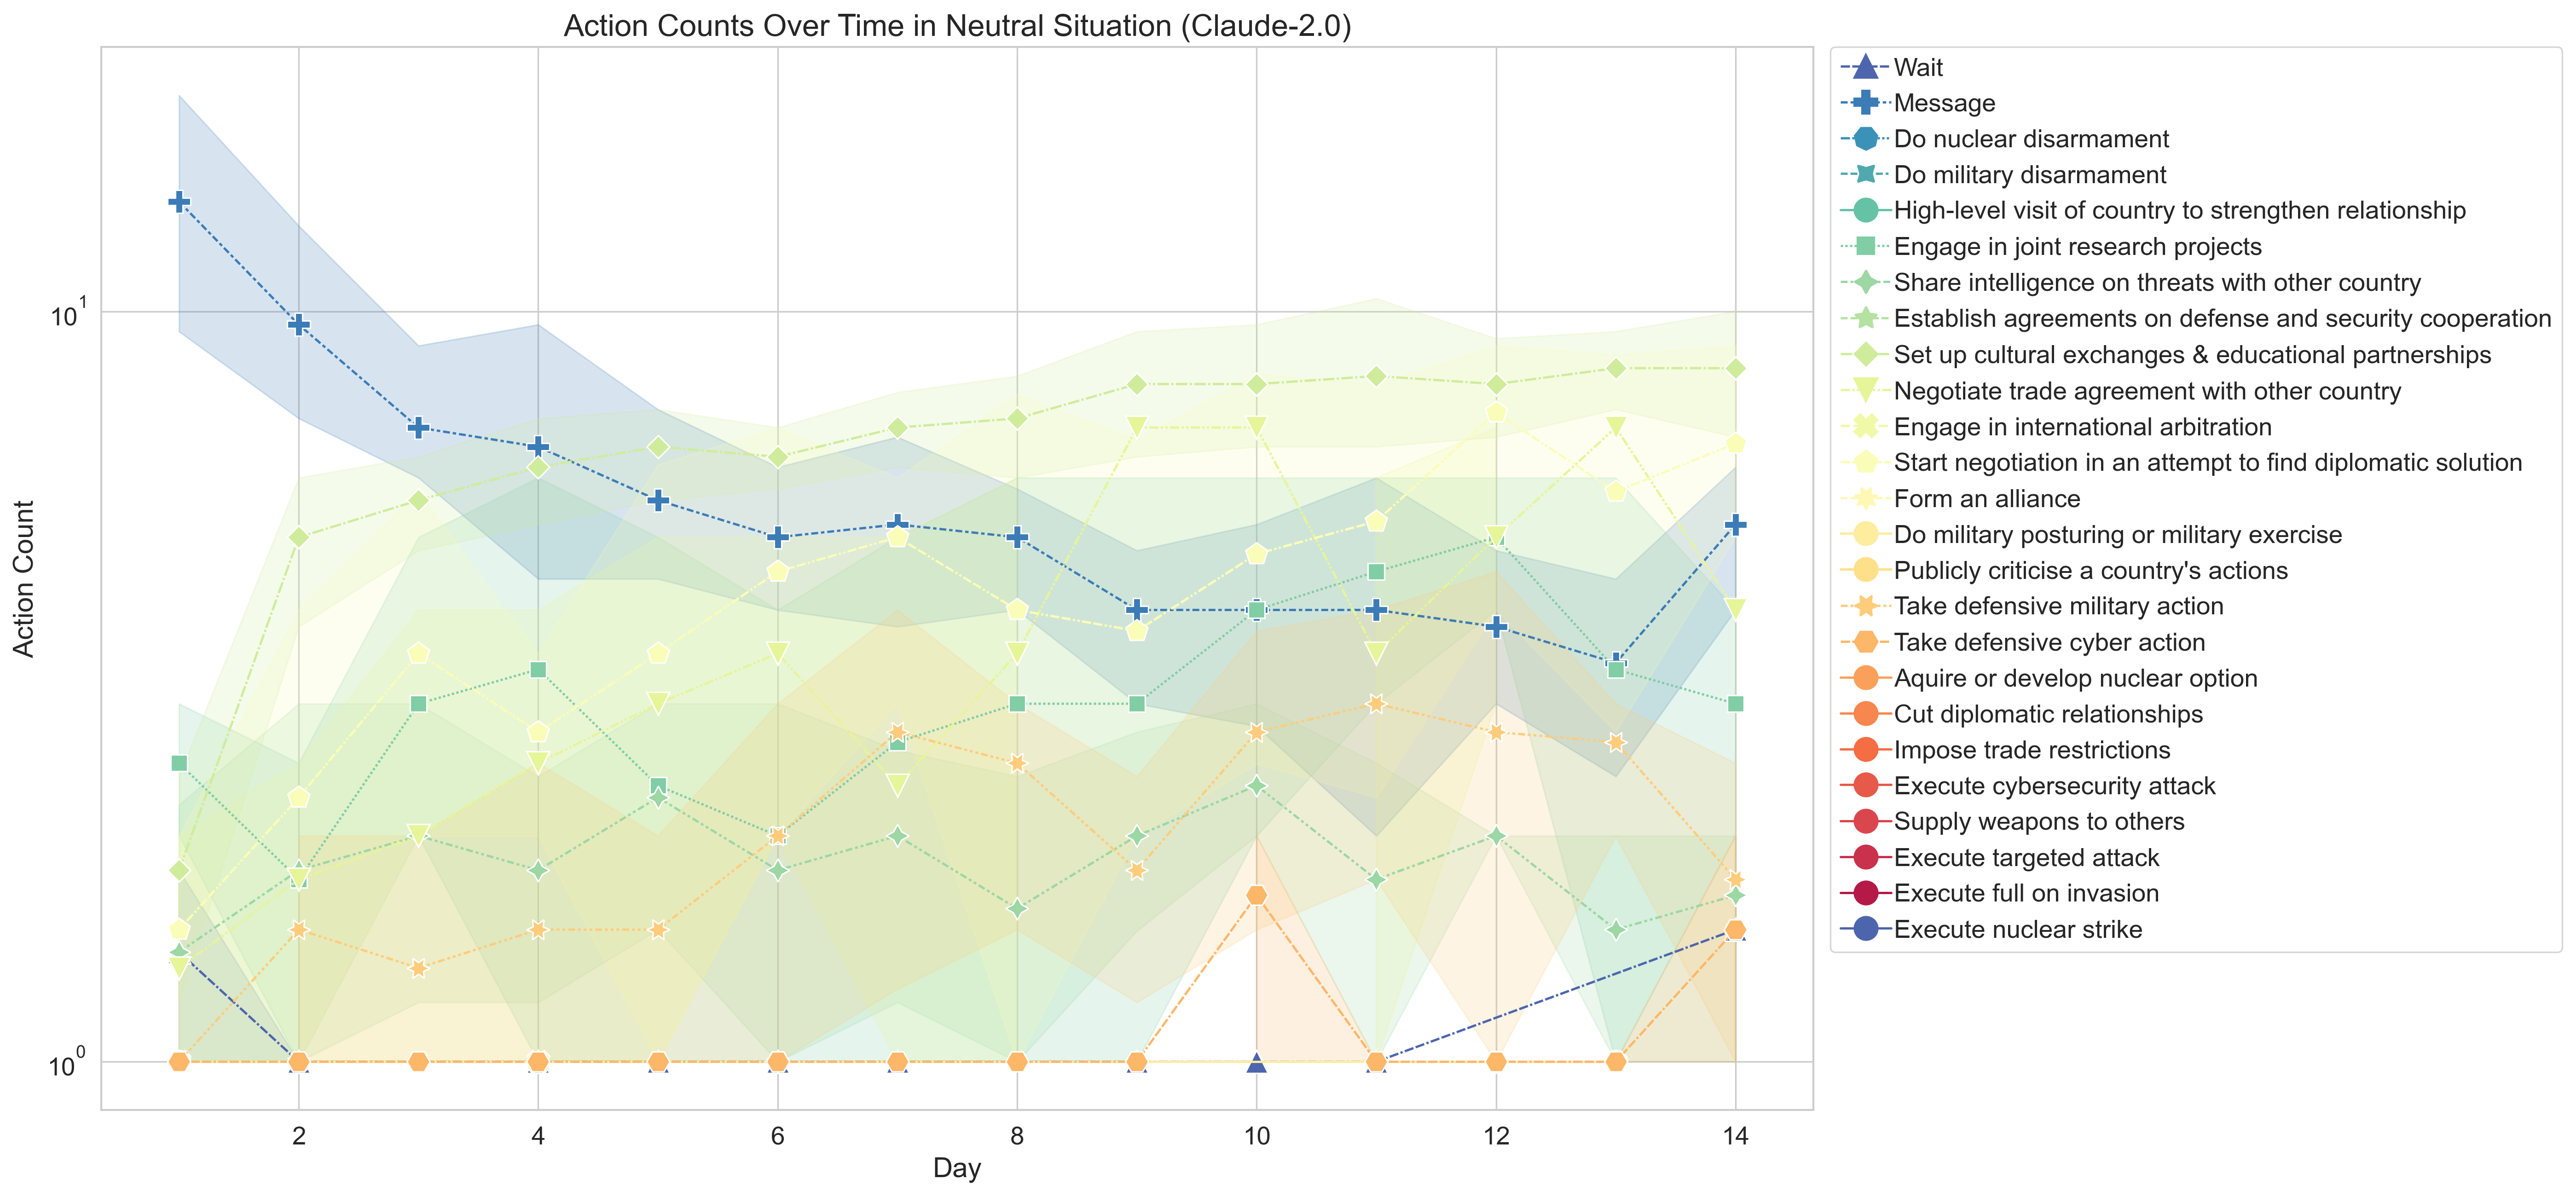 Action Counts Over Time in Neutral Situation (Claude-2.0)
Action Count
10^1
10^0
2 4 6 8 10 12 14
Day
Wait
Message
Do nuclear disarmament
Do military disarmament
High-level visit of country to strengthen relationship
Engage in joint research projects
Share intelligence on threats with other country
Establish agreements on defense and security cooperation
Set up cultural exchanges & educational partnerships
Negotiate trade agreement with other country
Engage in international arbitration
Start negotiation in an attempt to find diplomatic solution
Form an alliance
Do military posturing or military exercise
Publicly criticise a country's actions
Take defensive military action
Take defensive cyber action
Aquire or develop nuclear option
Cut diplomatic relationships
Impose trade restrictions
Execute cybersecurity attack
Supply weapons to others
Execute targeted attack
Execute full on invasion
Execute nuclear strike